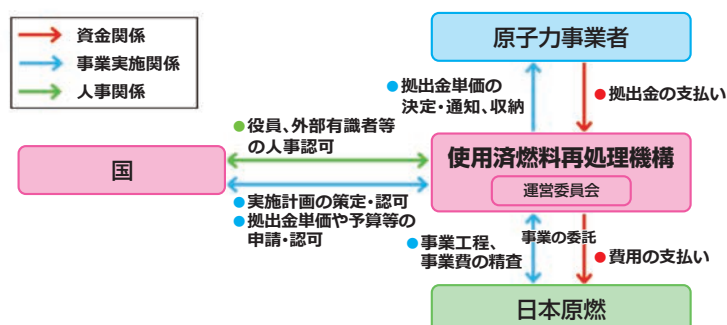 資金関係
事業実施関係
人事関係
原子力事業者
●拠出金単価の
決定・通知、収納
●拠出金の支払い
●役員、外部有識者等
の人事認可
国
使用済燃料再処理機構
運営委員会
●実施計画の策定・認可
●拠出金単価や予算等の
申請・認可
●事業工程、
事業費の精査
事業の委託
●費用の支払い
日本原燃